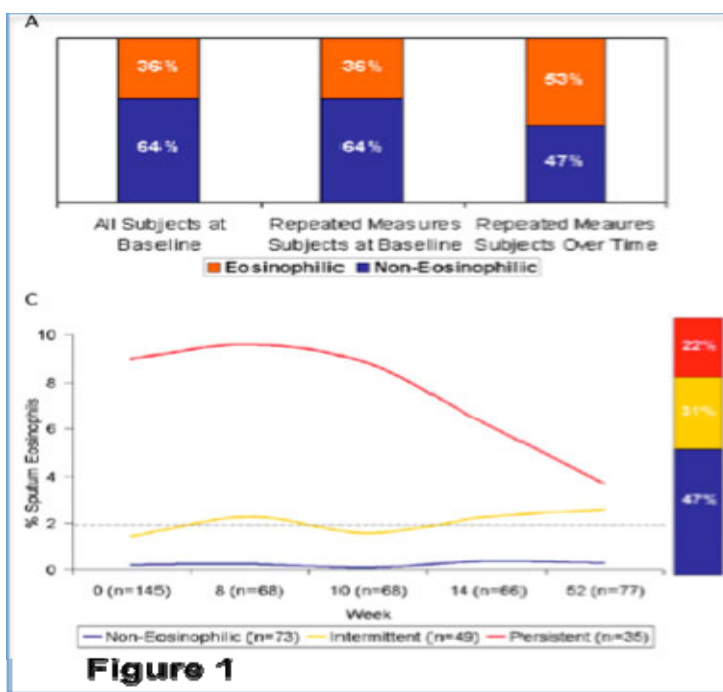 A
36% 36% 53%
64% 64% 47%
All Subjects at Baseline
Repeated Measures Subjects at Baseline
Repeated Meaures Subjects Over Time
Eosinophilic Non-Eosinophilic
C
% Sputum Eosinophils
10
8
6
4
2
0
22%
31%
47%
0 (n=145) 8 (n=68) 10 (n=68) 14 (n=66) 52 (n=77)
Week
Non-Eosinophilic (n=73) Intermittent (n=49) Persistent (n=35)
Figure 1